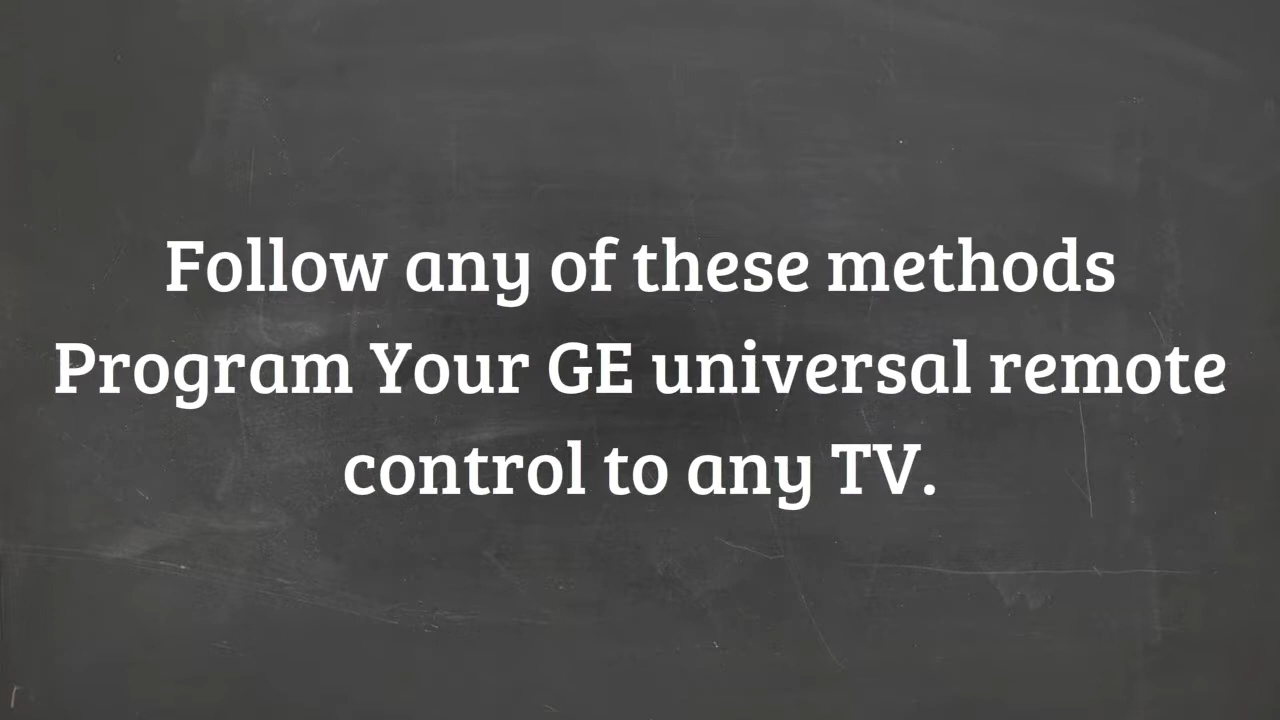 Follow any of these methods
Program Your GE universal remote
control to any TV.